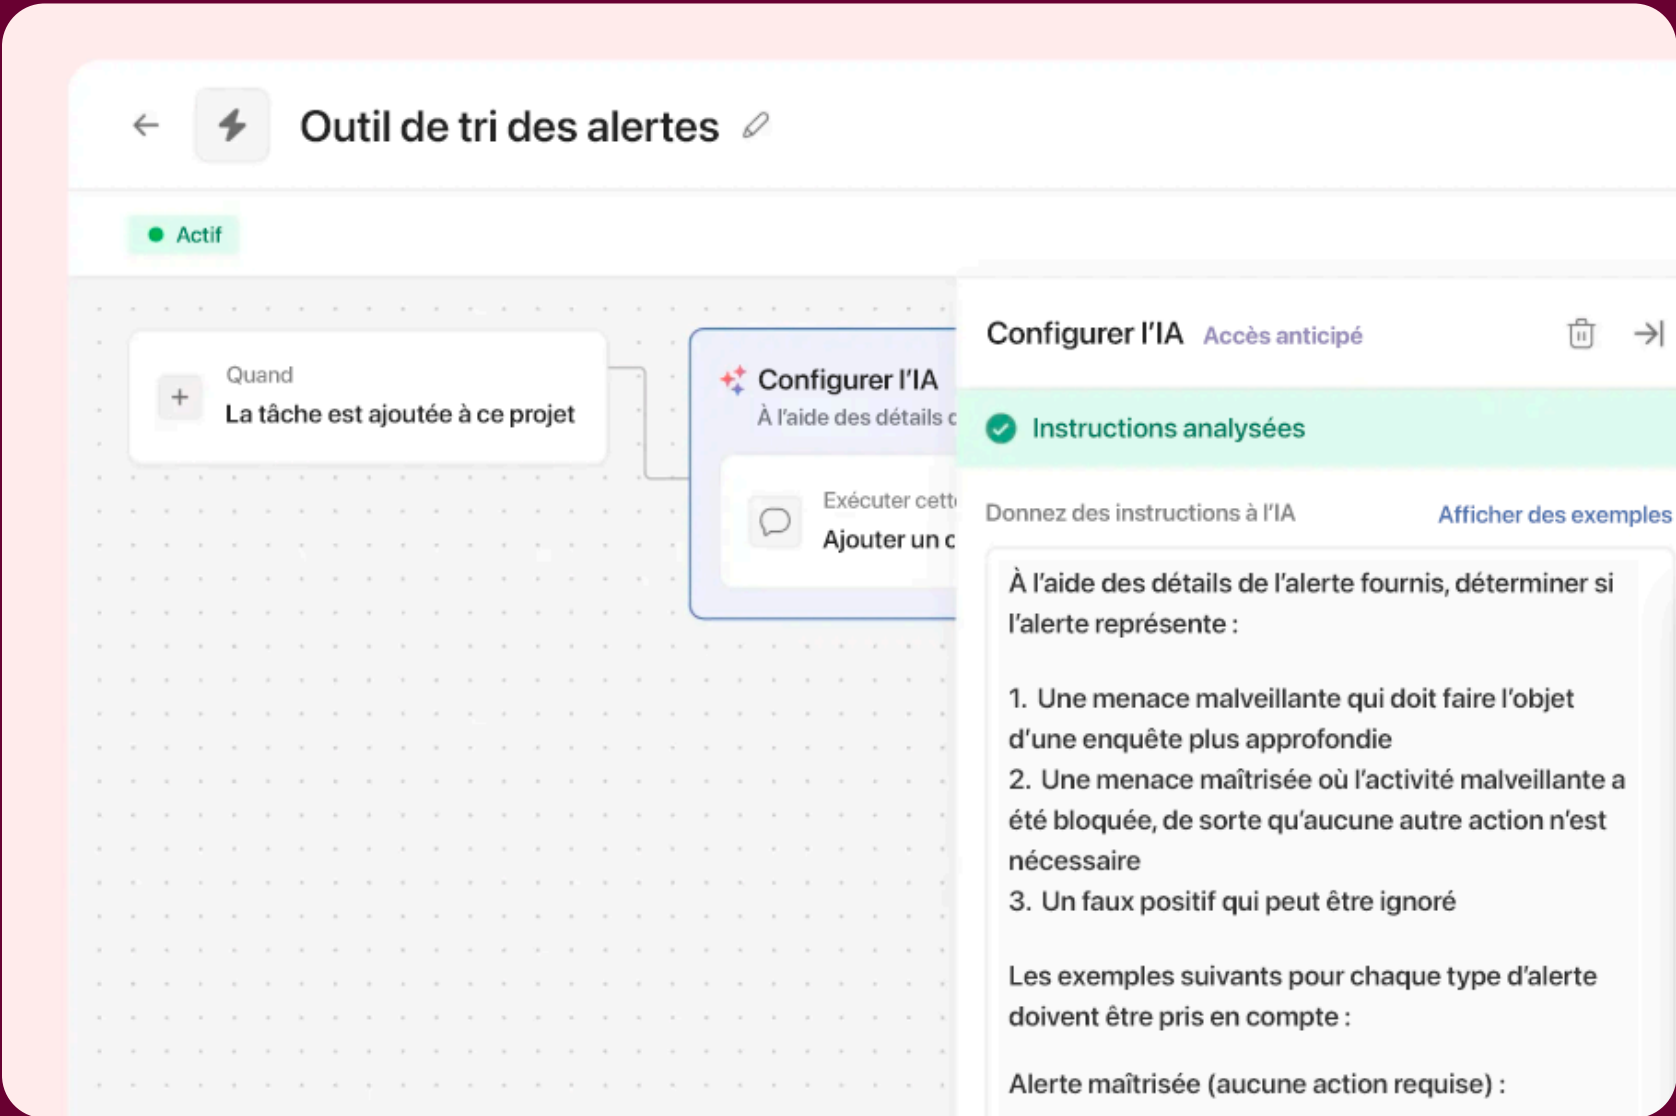 Outil de tri des alertes
Actif
Quand
La tâche est ajoutée à ce projet
Configurer l'IA
À l'aide des détails
Exécuter
Ajouter un
Configurer l'IA Accès anticipé
Instructions analysées
Donnez des instructions à l'IA Afficher des exemples
À l'aide des détails de l'alerte fournis, déterminer si
l'alerte représente :
1. Une menace malveillante qui doit faire l'objet
d'une enquête plus approfondie
2. Une menace maîtrisée où l'activité malveillante a
été bloquée, de sorte qu'aucune autre action n'est
nécessaire
3. Un faux positif qui peut être ignoré
Les exemples suivants pour chaque type d'alerte
doivent être pris en compte :
Alerte maîtrisée (aucune action requise) :